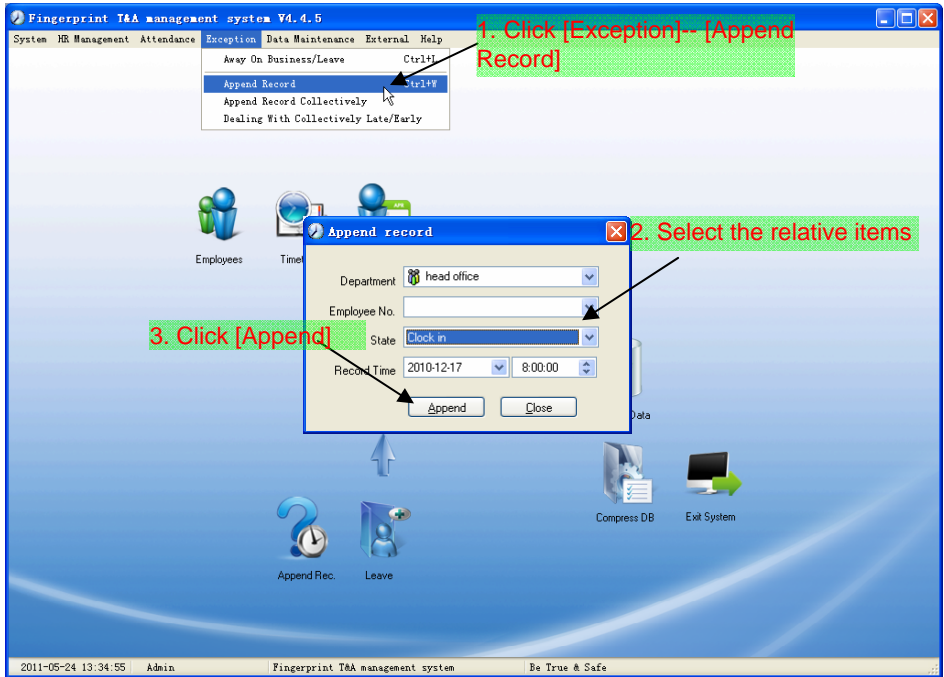 Fingerprint T&A management system V4.4.5
System HR Management Attendance Exception Data Maintenance External Help
1. Click [Exception]-- [Append
Record]
Away On Business/Leave Ctrl+L
Append Record Ctrl+W
Append Record Collectively
Dealing With Collectively Late/Early
Append record
2. Select the relative items
Employees
Department head office
Employee No.
3. Click [Append]
State Clock in
Record Time 2010-12-17 8:00:00
Append Close
Data
Compress DB Exit System
Append Rec. Leave
2011-05-24 13:34:55 Admin Fingerprint T&A management system Be True & Safe